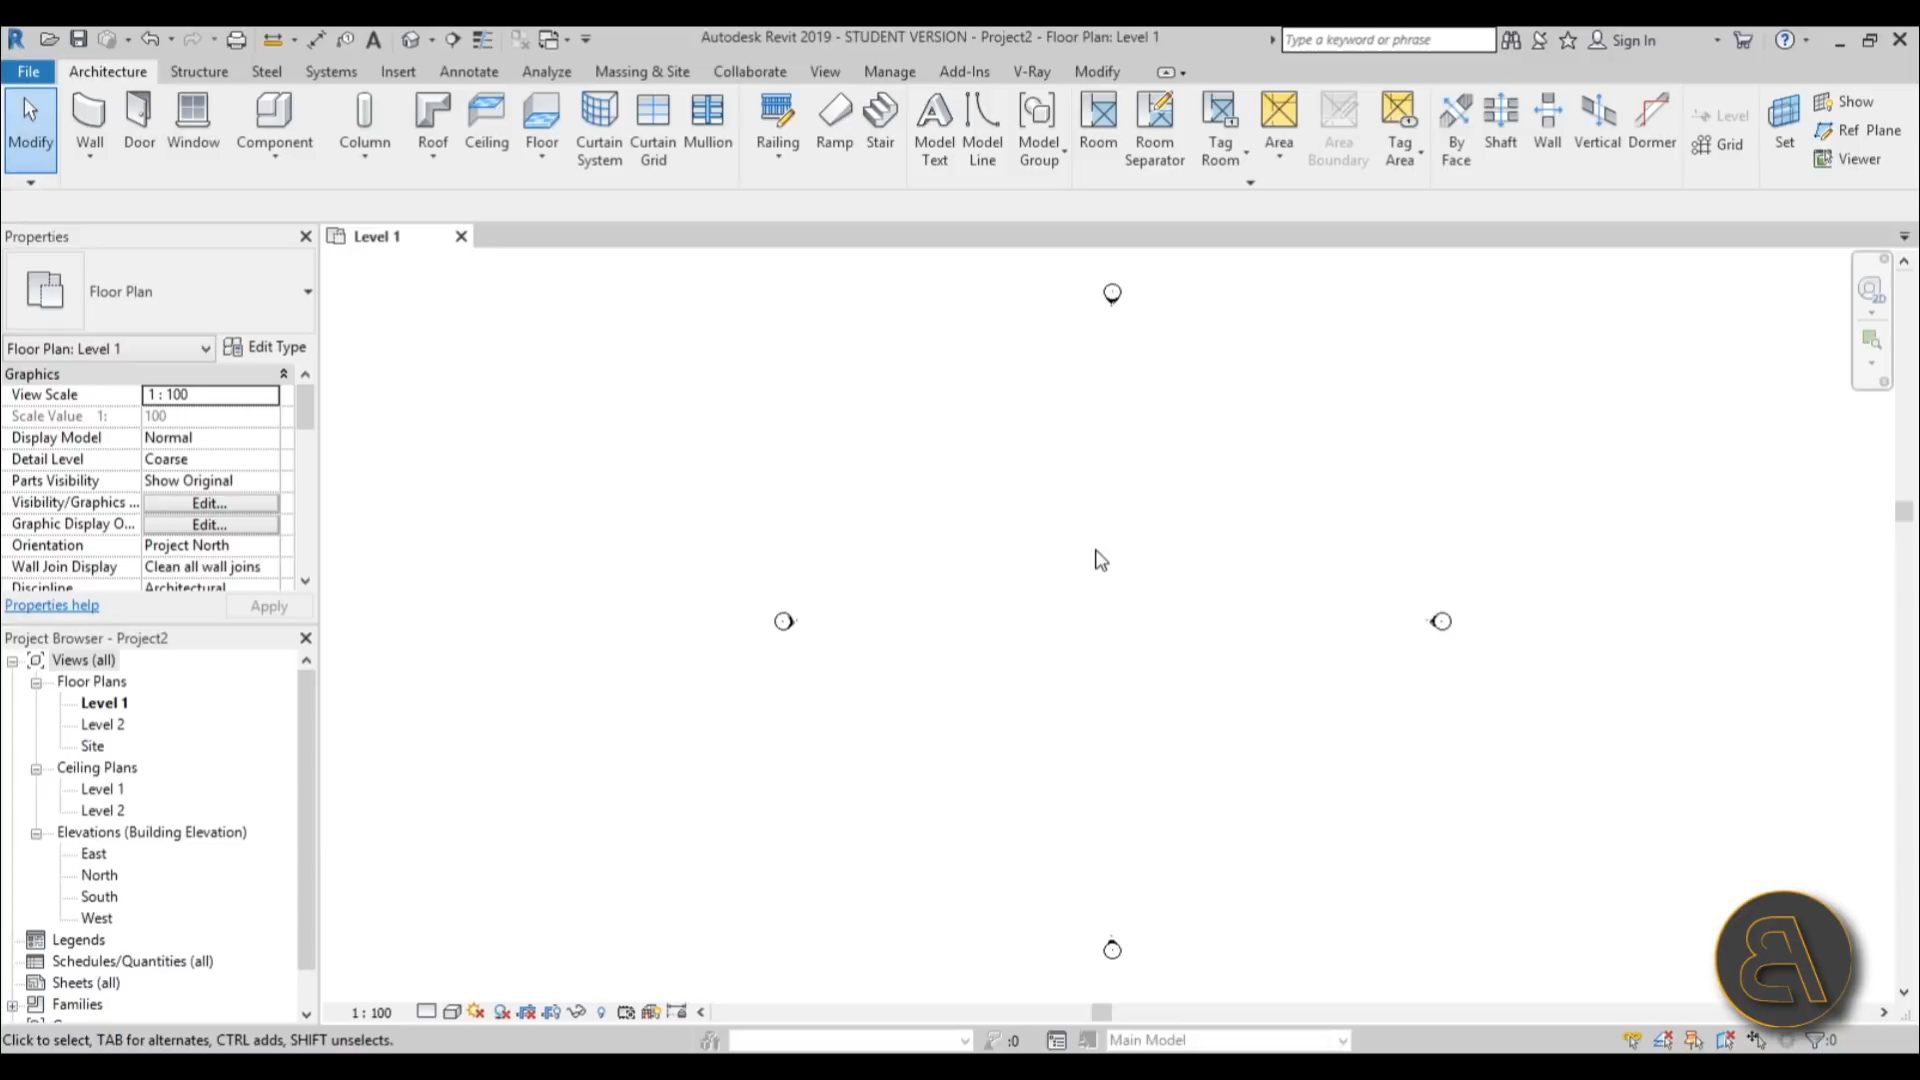 Autodesk Revit 2019 - STUDENT VERSION - Project2 - Floor Plan: Level 1
Type a keyword or phrase
Sign In
File Architecture Structure Steel Systems Insert Annotate Analyze Massing & Site Collaborate View Manage Add-Ins V-Ray Modify
Modify
Wall
Door
Window
Component
Column
Roof
Ceiling
Floor
Curtain System
Curtain Grid
Mullion
Railing
Ramp
Stair
Model Text
Model Line
Model Group
Room
Room Separator
Tag Room
Area
Area Boundary
Tag Area
By Face
Shaft
Wall
Vertical
Dormer
Level
Grid
Set
Show
Ref Plane
Viewer
Properties
Level 1
Floor Plan
Floor Plan: Level 1
Edit Type
Graphics
View Scale 1 : 100
Scale Value 1: 100
Display Model Normal
Detail Level Coarse
Parts Visibility Show Original
Visibility/Graphics ... Edit...
Graphic Display O... Edit...
Orientation Project North
Wall Join Display Clean all wall joins
Discipline Architectural
Properties help
Apply
Project Browser - Project2
Views (all)
Floor Plans
Level 1
Level 2
Site
Ceiling Plans
Level 1
Level 2
Elevations (Building Elevation)
East
North
South
West
Legends
Schedules/Quantities (all)
Sheets (all)
Families
2D
1 : 100
Click to select, TAB for alternates, CTRL adds, SHIFT unselects.
:0
Main Model
:0